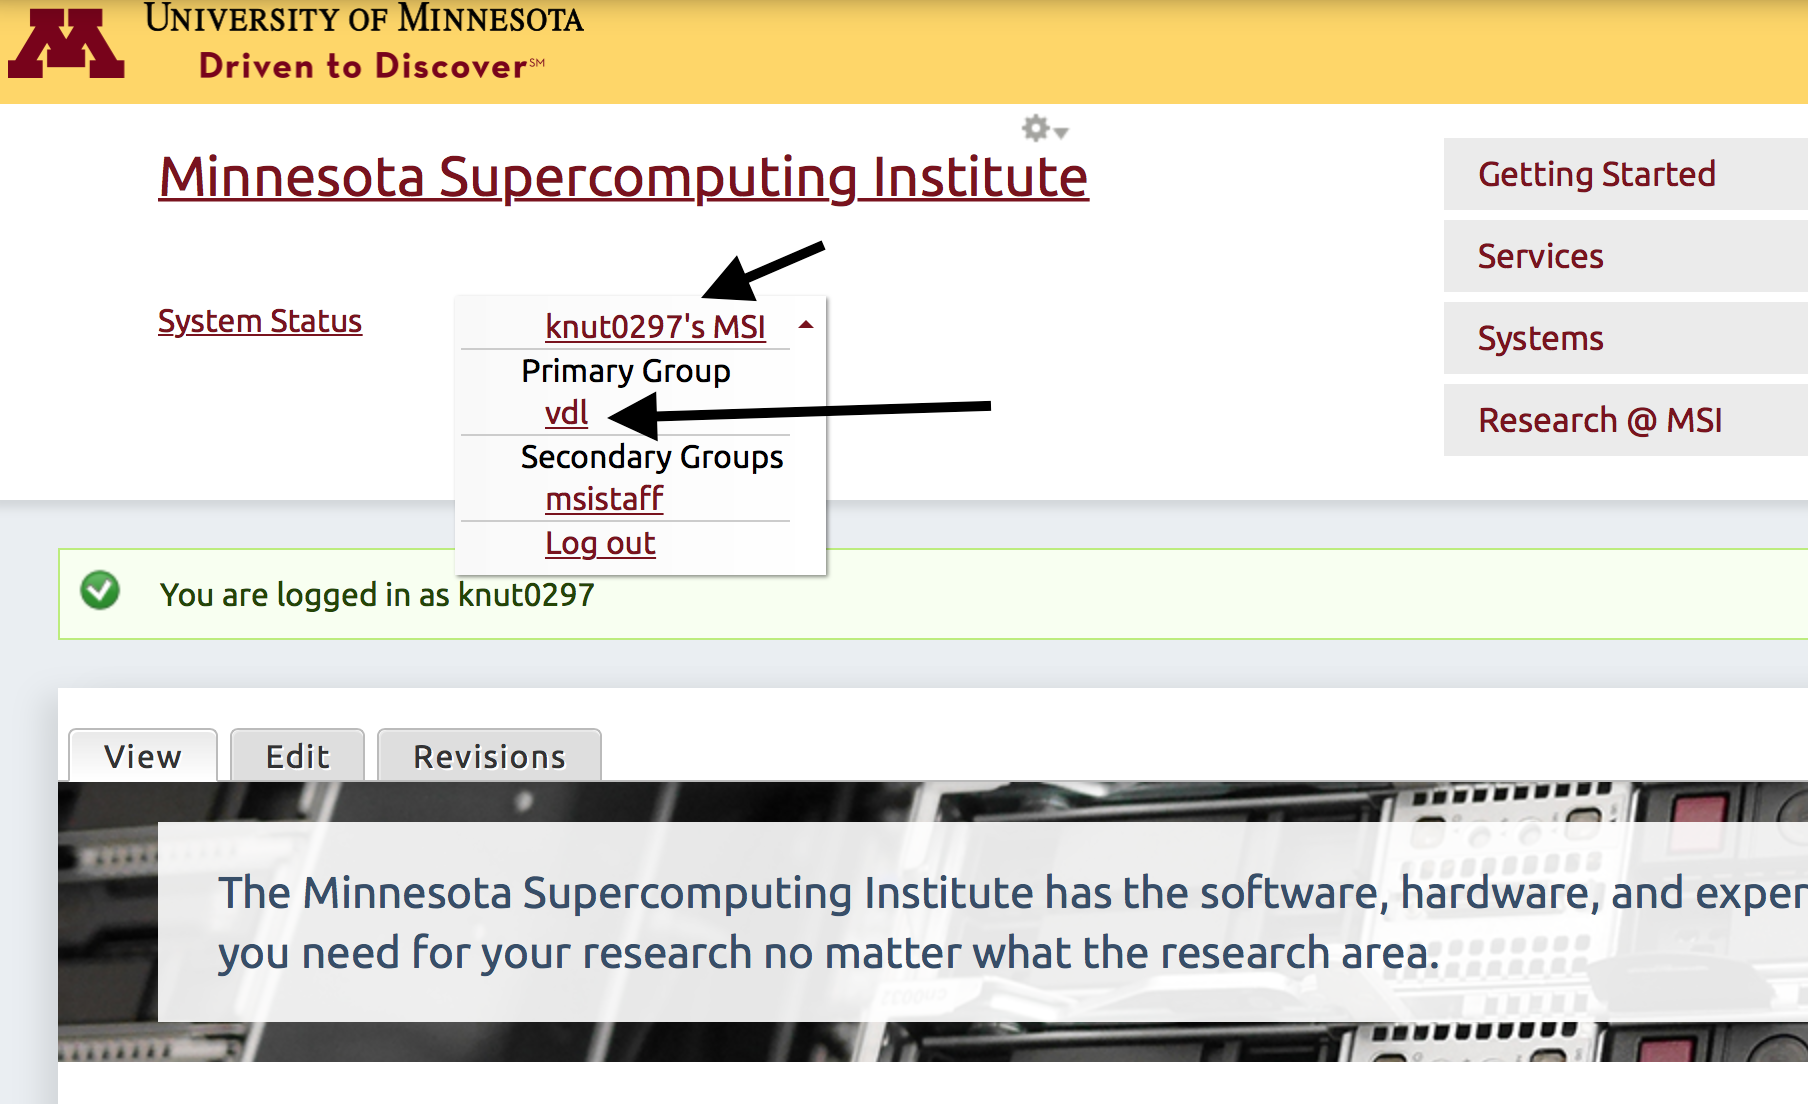 UNIVERSITY OF MINNESOTA
Driven to Discover℠
Minnesota Supercomputing Institute
Getting Started
Services
Systems
Research @ MSI
System Status
knut0297's MSI
Primary Group
vdl
Secondary Groups
msistaff
Log out
You are logged in as knut0297
View
Edit
Revisions
The Minnesota Supercomputing Institute has the software, hardware, and exper
you need for your research no matter what the research area.